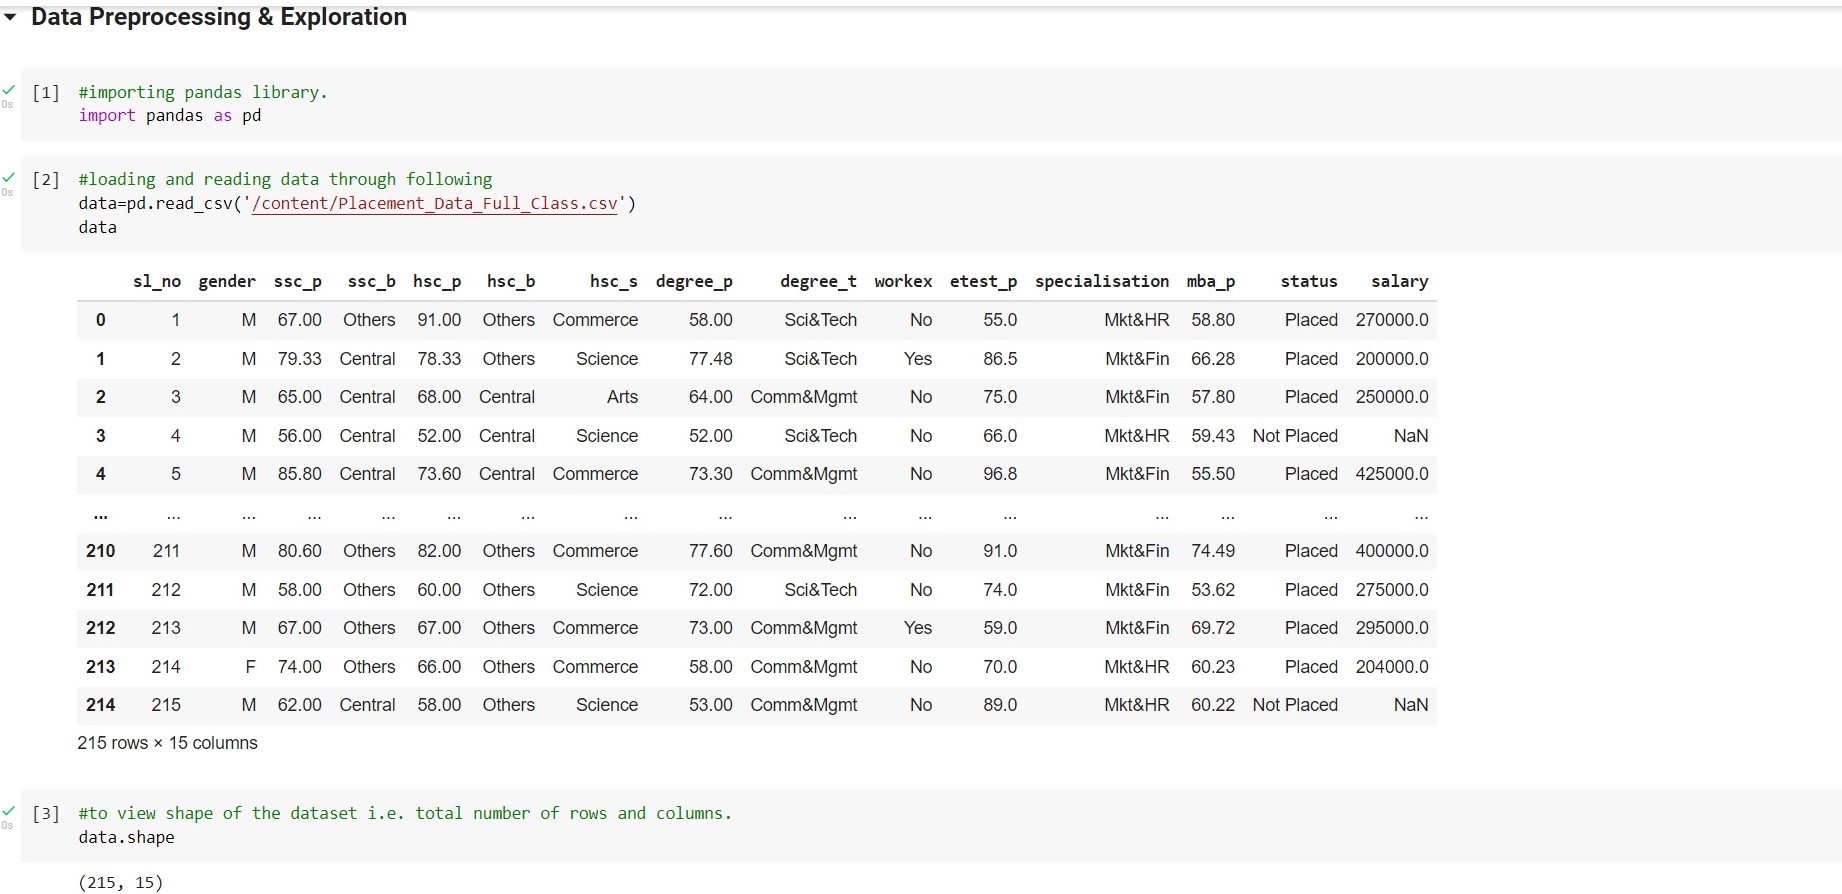 Data Preprocessing & Exploration
[1] #importing pandas library.
import pandas as pd
0s
[2] #loading and reading data through following
0s
data=pd.read_csv('/content/Placement_Data_Full_Class.csv')
data
sl_no gender ssc_p ssc_b hsc_p hsc_b hsc_s degree_p degree_t workex etest_p specialisation mba_p status salary
0 1 M 67.00 Others 91.00 Others Commerce 58.00 Sci&Tech No 55.0 Mkt&HR 58.80 Placed 270000.0
1 2 M 79.33 Central 78.33 Others Science 77.48 Sci&Tech Yes 86.5 Mkt&Fin 66.28 Placed 200000.0
2 3 M 65.00 Central 68.00 Central Arts 64.00 Comm&Mgmt No 75.0 Mkt&Fin 57.80 Placed 250000.0
3 4 M 56.00 Central 52.00 Central Science 52.00 Sci&Tech No 66.0 Mkt&HR 59.43 Not Placed NaN
4 5 M 85.80 Central 73.60 Central Commerce 73.30 Comm&Mgmt No 96.8 Mkt&Fin 55.50 Placed 425000.0
... ... ... ... ... ... ... ... ... ... ... ... ... ... ... ...
210 211 M 80.60 Others 82.00 Others Commerce 77.60 Comm&Mgmt No 91.0 Mkt&Fin 74.49 Placed 400000.0
211 212 M 58.00 Others 60.00 Others Science 72.00 Sci&Tech No 74.0 Mkt&Fin 53.62 Placed 275000.0
212 213 M 67.00 Others 67.00 Others Commerce 73.00 Comm&Mgmt Yes 59.0 Mkt&Fin 69.72 Placed 295000.0
213 214 F 74.00 Others 66.00 Others Commerce 58.00 Comm&Mgmt No 70.0 Mkt&HR 60.23 Placed 204000.0
214 215 M 62.00 Central 58.00 Others Science 53.00 Comm&Mgmt No 89.0 Mkt&HR 60.22 Not Placed NaN
215 rows × 15 columns
[3] #to view shape of the dataset i.e. total number of rows and columns.
0s
data.shape
(215, 15)